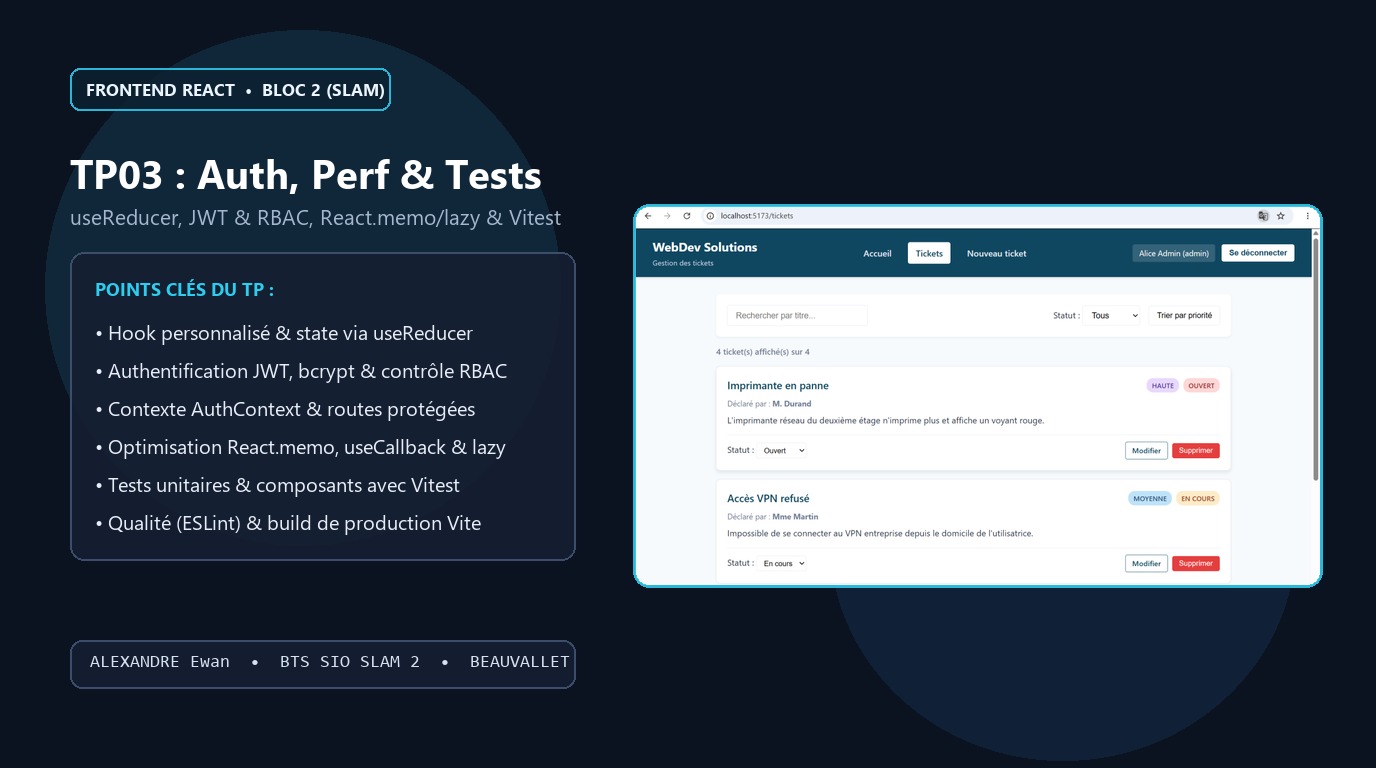 FRONTEND REACT • BLOC 2 (SLAM)
TP03 : Auth, Perf & Tests
useReducer, JWT & RBAC, React.memo/lazy & Vitest
POINTS CLÉS DU TP :
• Hook personnalisé & state via useReducer
• Authentification JWT, bcrypt & contrôle RBAC
• Contexte AuthContext & routes protégées
• Optimisation React.memo, useCallback & lazy
• Tests unitaires & composants avec Vitest
• Qualité (ESLint) & build de production Vite
ALEXANDRE Ewan • BTS SIO SLAM 2 • BEAUVALLET
localhost:5173/tickets
WebDev Solutions
Gestion des tickets
Accueil Tickets Nouveau ticket
Alice Admin (admin) Se déconnecter
Rechercher par titre... Statut : Tous Trier par priorité
4 ticket(s) affiché(s) sur 4
Imprimante en panne HAUTE OUVERT
Déclaré par : M. Durand
L'imprimante réseau du deuxième étage n'imprime plus et affiche un voyant rouge.
Statut : Ouvert Modifier Supprimer
Accès VPN refusé MOYENNE EN COURS
Déclaré par : Mme Martin
Impossible de se connecter au VPN entreprise depuis le domicile de l'utilisatrice.
Statut : En cours Modifier Supprimer